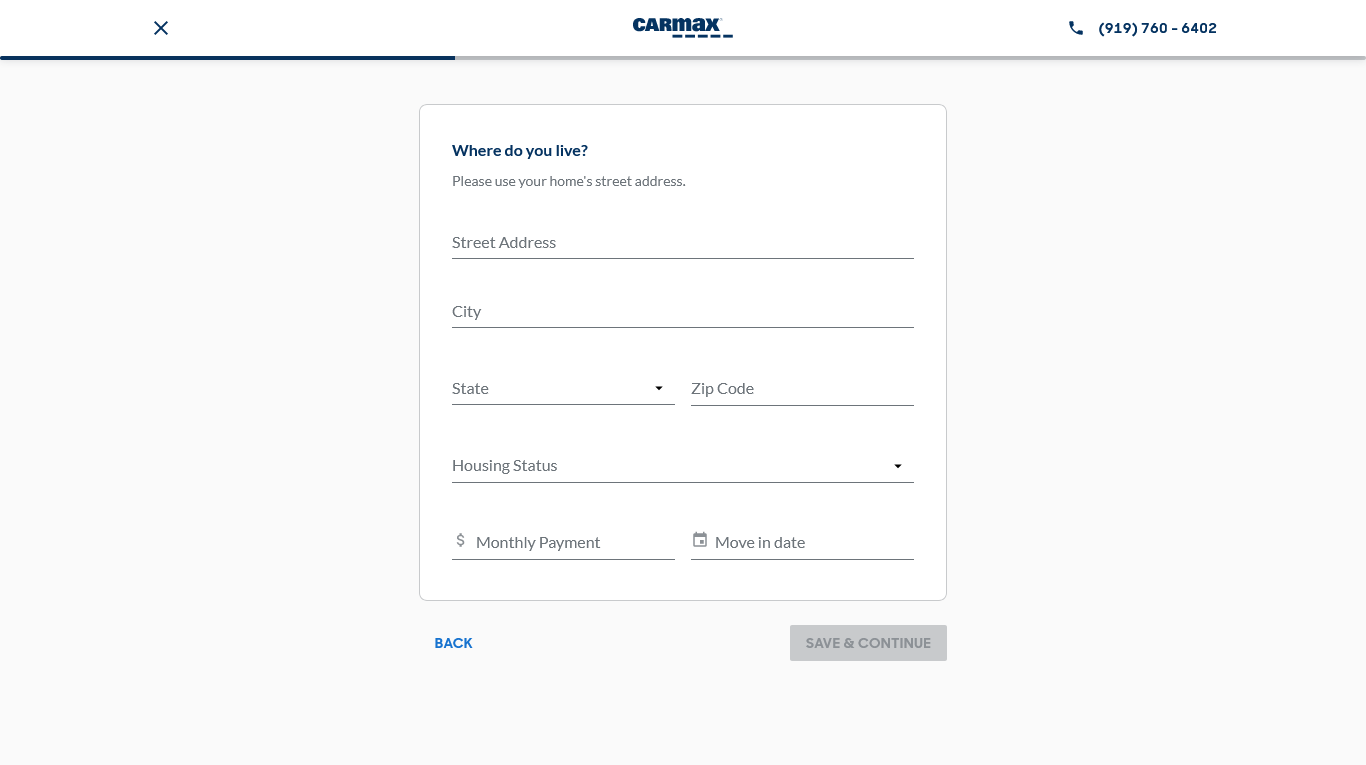 CARMAX
(919) 760 - 6402
Where do you live?
Please use your home's street address.
Street Address
City
State
Zip Code
Housing Status
$ Monthly Payment
Move in date
BACK
SAVE & CONTINUE